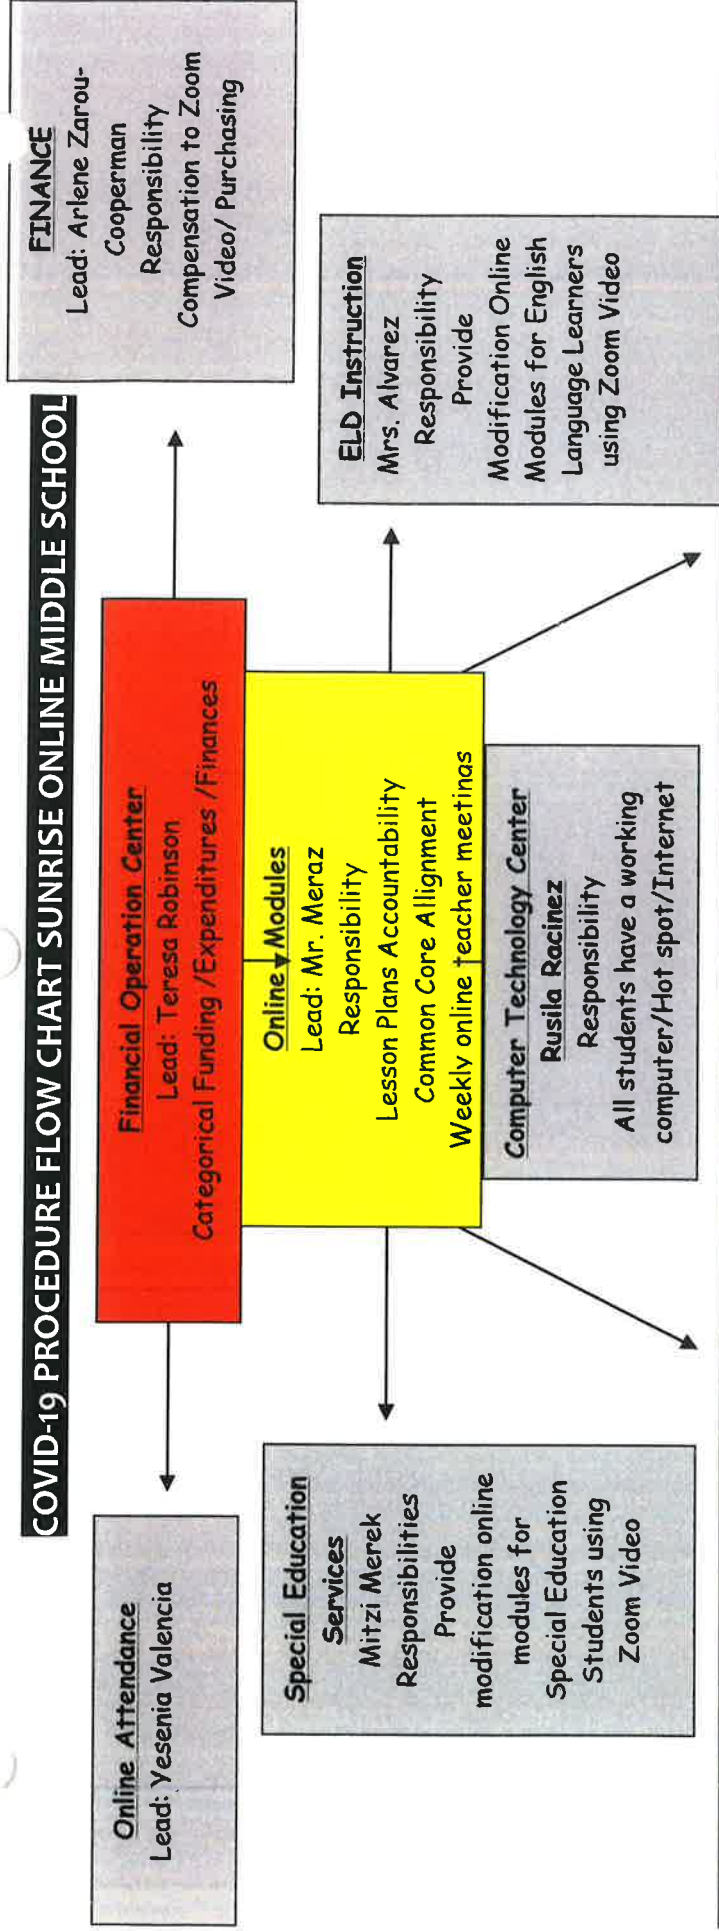 COVID-19 PROCEDURE FLOW CHART SUNRISE ONLINE MIDDLE SCHOOL
Online Attendance
Lead: Yesenia Valencia
Financial Operation Center
Lead: Teresa Robinson
Categorical Funding /Expenditures /Finances
FINANCE
Lead: Arlene Zarou-
Cooperman
Responsibility
Compensation to Zoom
Video/ Purchasing
Special Education
Services
Mitzi Merek
Responsibilities
Provide
modification online
modules for
Special Education
Students using
Zoom Video
Online Modules
Lead: Mr. Meraz
Responsibility
Lesson Plans Accountability
Common Core Allignment
Weekly online teacher meetings
ELD Instruction
Mrs. Alvarez
Responsibility
Provide
Modification Online
Modules for English
Language Learners
using Zoom Video
Computer Technology Center
Rusila Racinez
Responsibility
All students have a working
computer/Hot spot/Internet